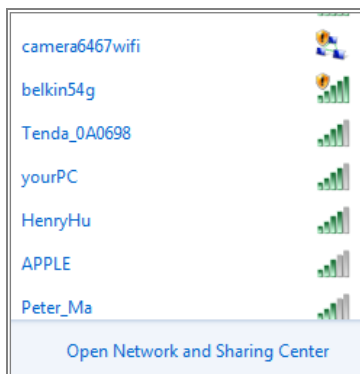 camera6467wifi
belkin54g
Tenda_0A0698
yourPC
HenryHu
APPLE
Peter_Ma
Open Network and Sharing Center